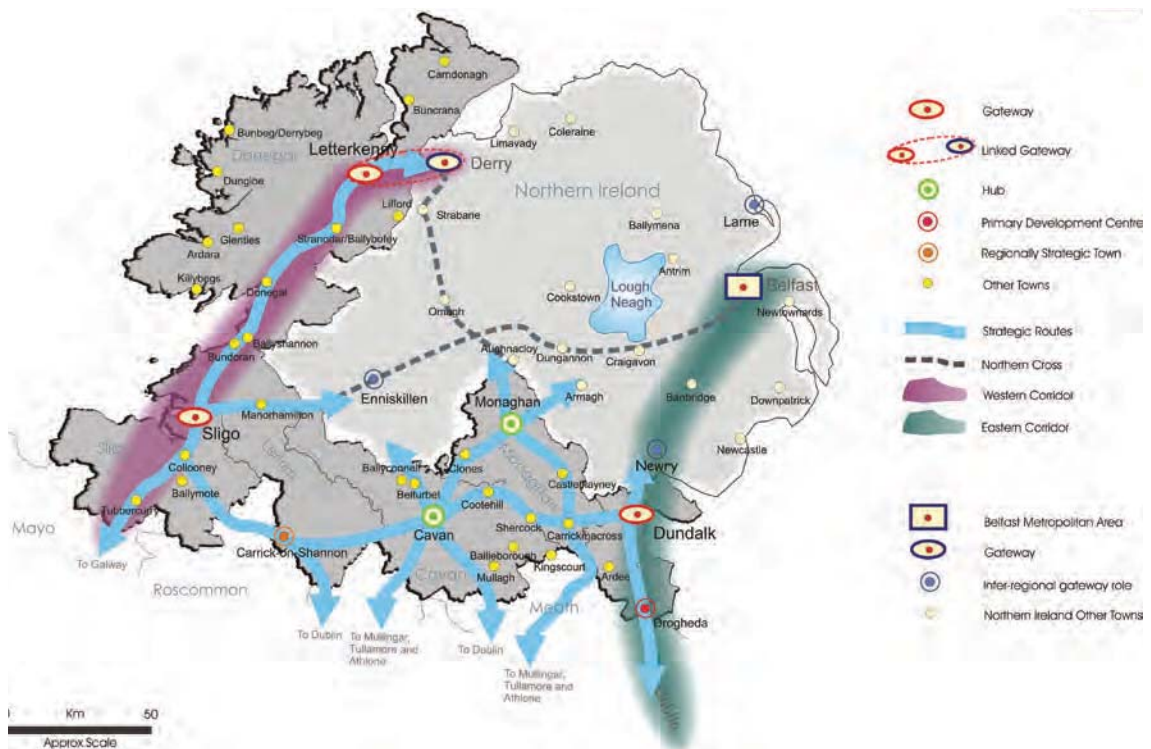 Carndonagh
Buncrana
Bunbeg/Derrybeg
Donegal
Letterkenny
Dungloe
Limavady
Coleraine
Derry
Northern Ireland
Lifford
Strabane
Glenties
Ardara
Stranolar/Ballybofey
Ballymena
Larne
Killybegs
Donegal
Antrim
Lough
Neagh
Cookstown
Belfast
Newtownards
Omagh
Bundoran
Ballyshannon
Aughnacloy
Dungannon
Craigavon
Enniskillen
Manorhamilton
Monaghan
Armagh
Banbridge
Downpatrick
Sligo
Newcastle
Newry
Collooney
Ballymote
Tubbercurry
Ballyconnell
Belturbet
Clones
Monaghan
Castleblayney
Cootehill
Shercock
Carrickmacross
Dundalk
Cavan
Mayo
To Galway
Carrick-on-Shannon
Bailieborough
Kingscourt
Mullagh
Ardee
Cavan
Roscommon
Meath
Drogheda
To Dublin
To Mullingar,
Tullamore and
Athlone
To Dublin
To Mullingar,
Tullamore and
Athlone
Dublin
0 Km 50
Approx Scale
Gateway
Linked Gateway
Hub
Primary Development Centre
Regionally Strategic Town
Other Towns
Strategic Routes
Northern Cross
Western Corridor
Eastern Corridor
Belfast Metropolitan Area
Gateway
Inter-regional gateway role
Northern Ireland Other Towns